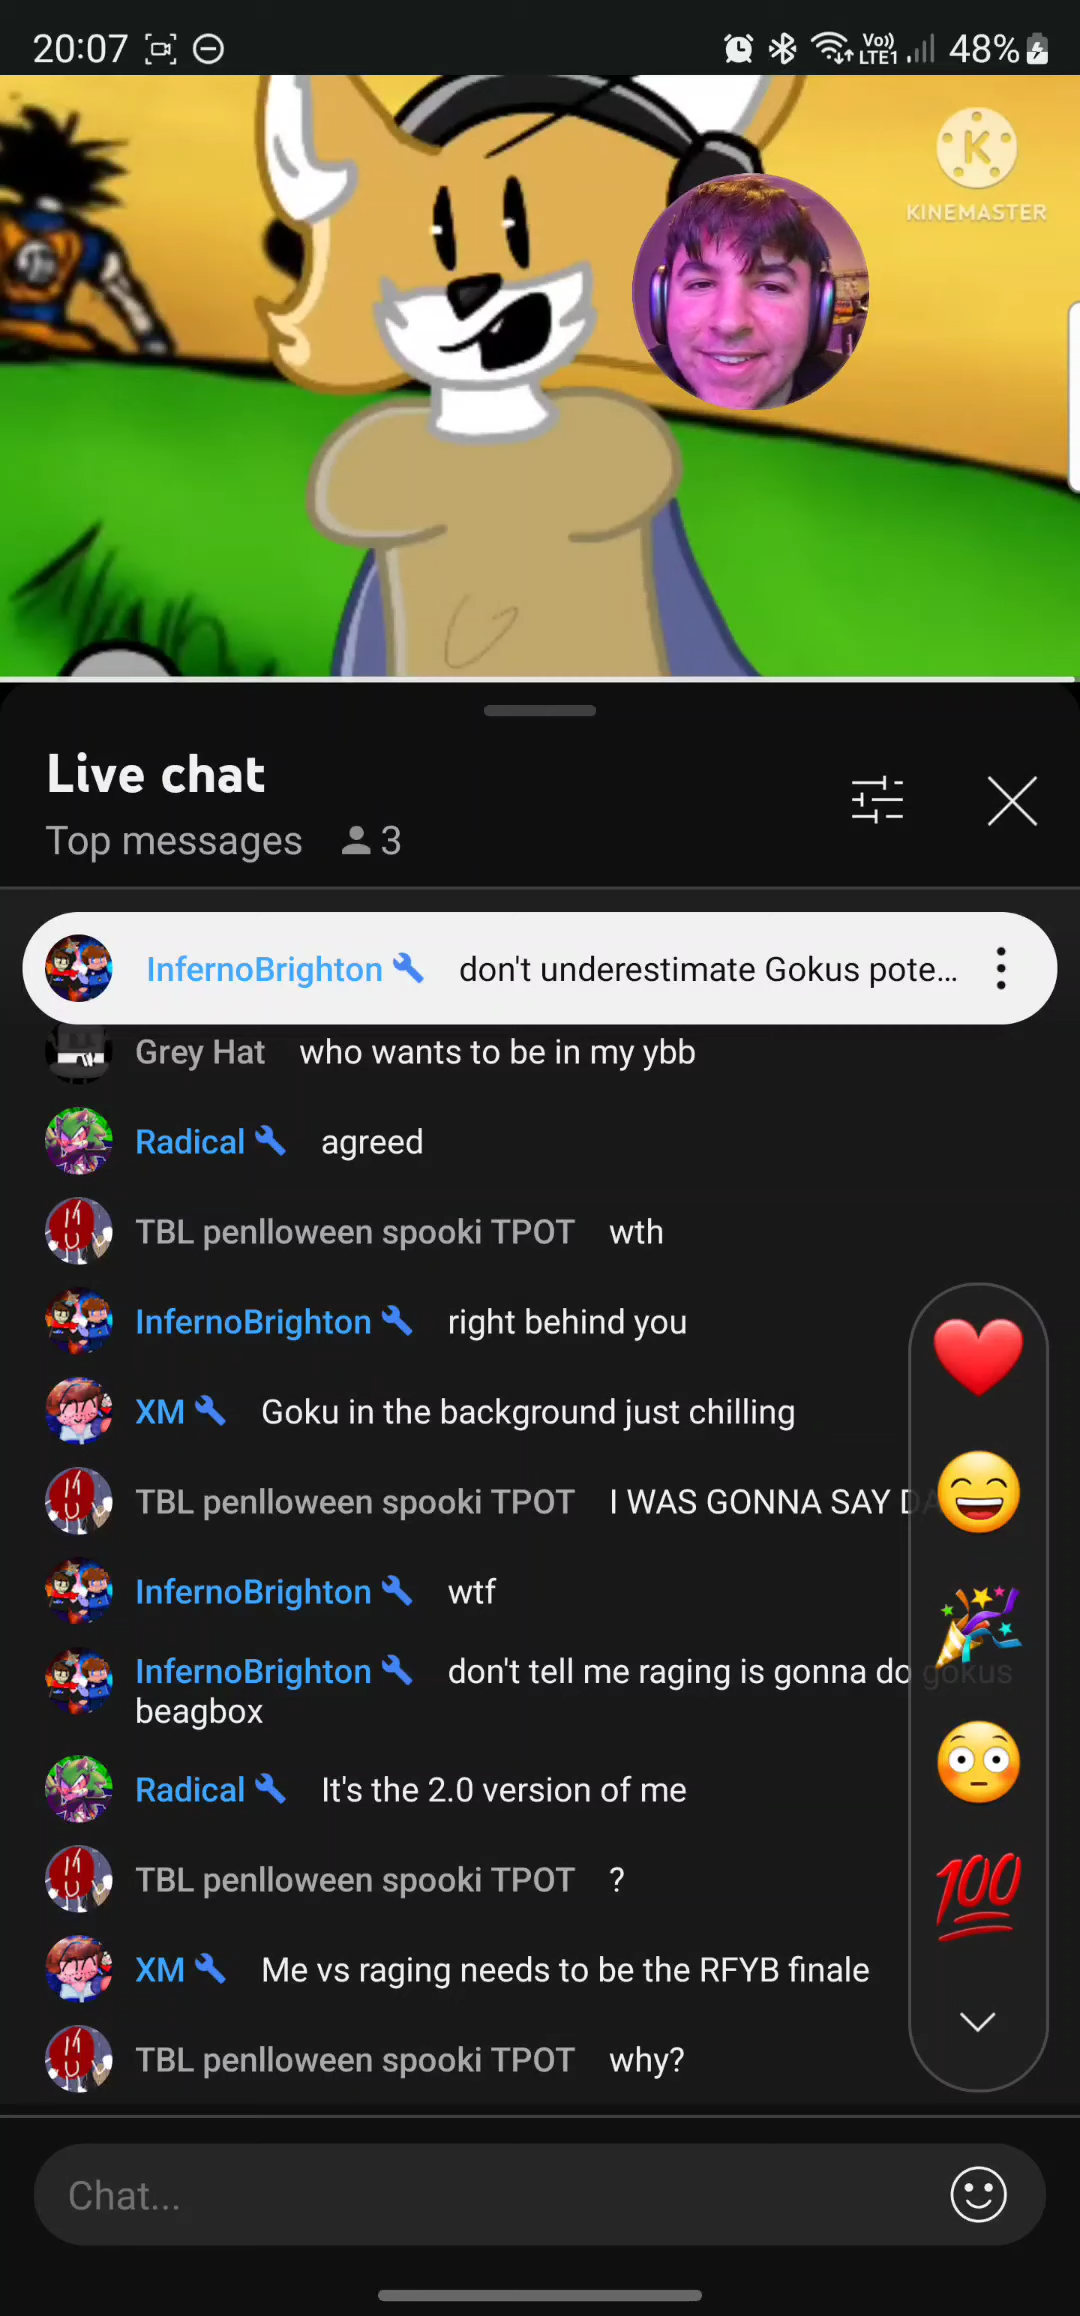 20:07 Vo)) LTE1 48%
K
KINEMASTER
Live chat
Top messages 3
InfernoBrighton don't underestimate Gokus pote...
Grey Hat who wants to be in my ybb
Radical agreed
TBL penlloween spooki TPOT wth
InfernoBrighton right behind you
XM Goku in the background just chilling
TBL penlloween spooki TPOT I WAS GONNA SAY
InfernoBrighton wtf
InfernoBrighton don't tell me raging is gonna do gokus
beagbox
Radical It's the 2.0 version of me
TBL penlloween spooki TPOT ?
100
XM Me vs raging needs to be the RFYB finale
TBL penlloween spooki TPOT why?
Chat...